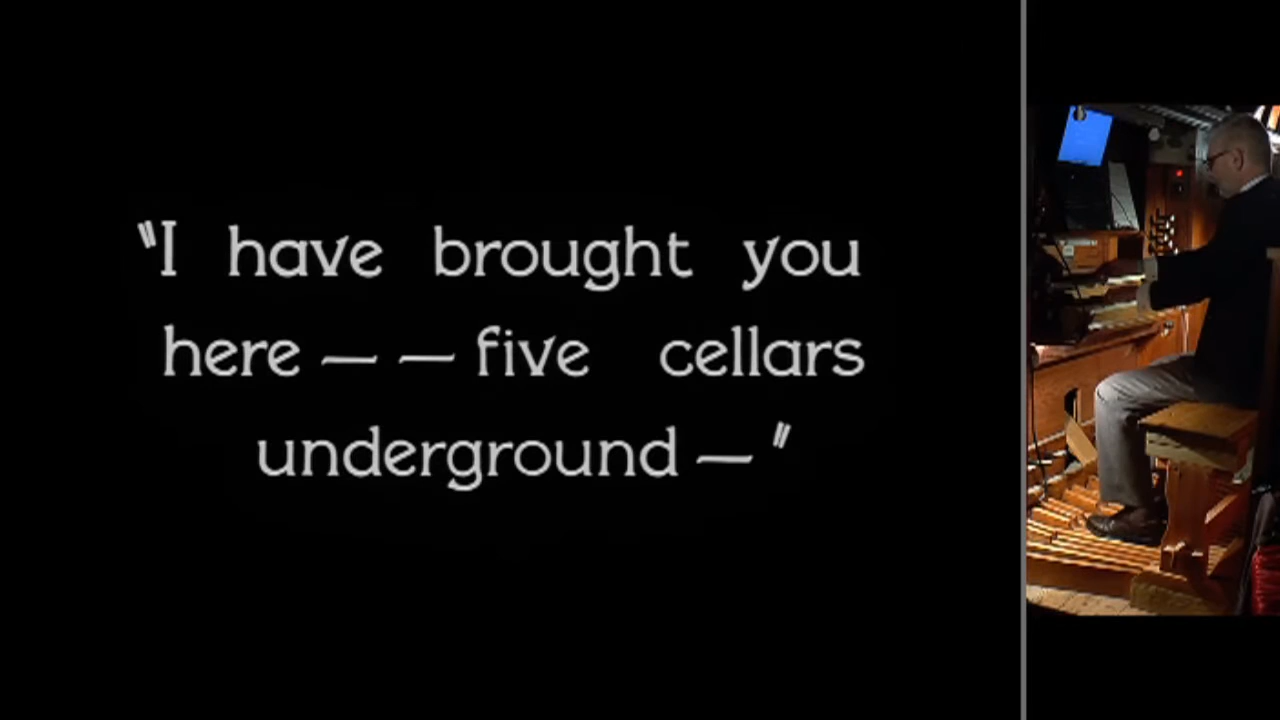 "I have brought you
here — — five cellars
underground — "